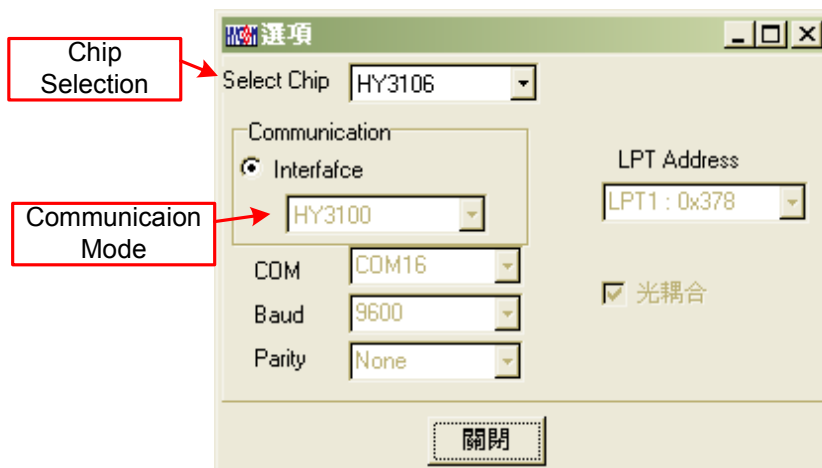 選項
Chip
Selection
Select Chip HY3106
Communication
Interfafce
LPT Address
HY3100
LPT1 : 0x378
Communicaion
Mode
COM COM16
光耦合
Baud 9600
Parity None
關閉